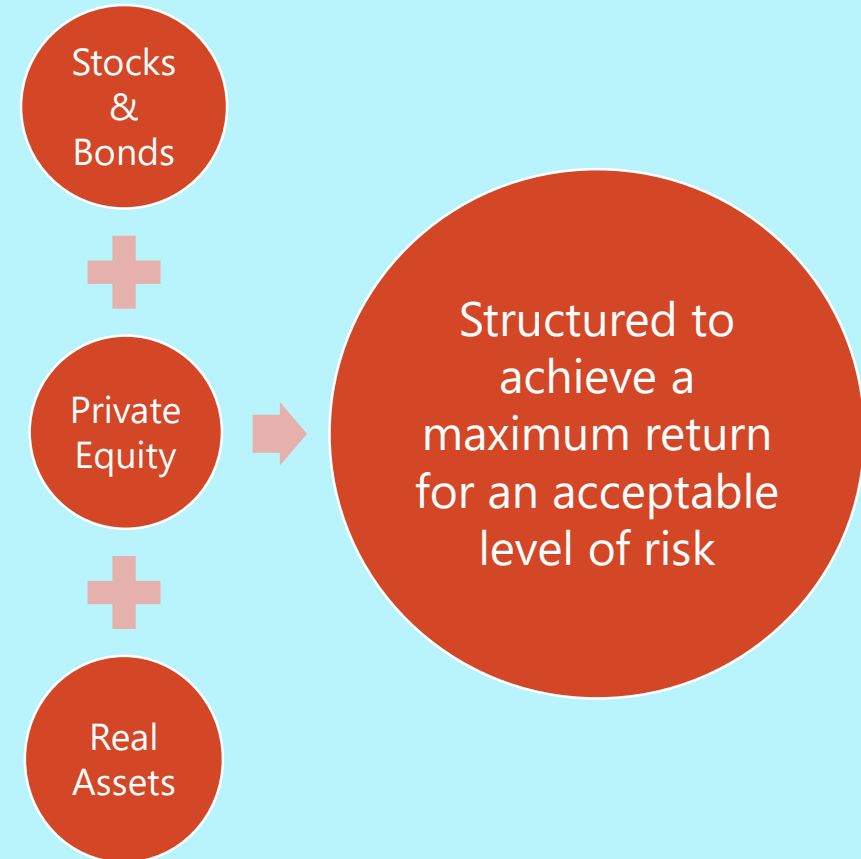 Stocks
&
Bonds
Private
Equity
Real
Assets
Structured to
achieve a
maximum return
for an acceptable
level of risk